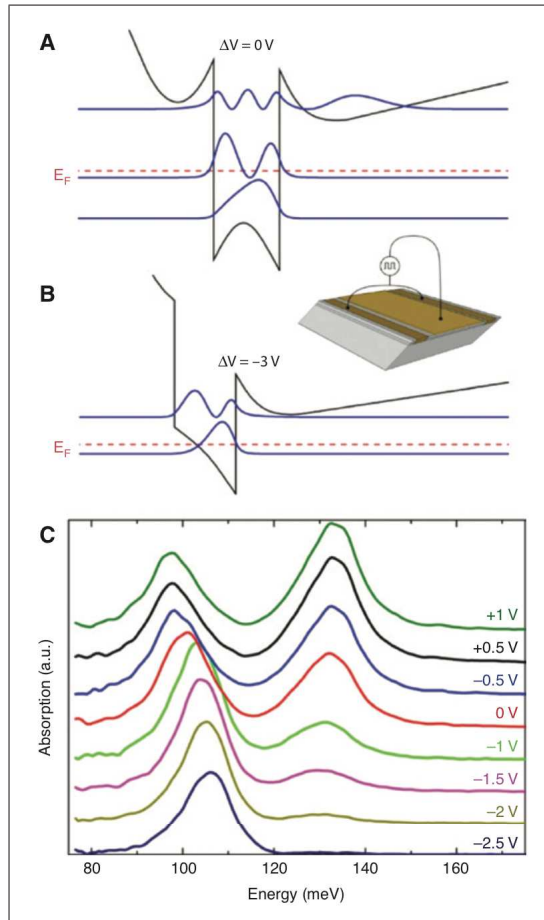 A
ΔV = 0 V
E_F
B
ΔV = −3 V
E_F
C
Absorption (a.u.)
+1 V
+0.5 V
−0.5 V
0 V
−1 V
−1.5 V
−2 V
−2.5 V
80 100 120 140 160
Energy (meV)